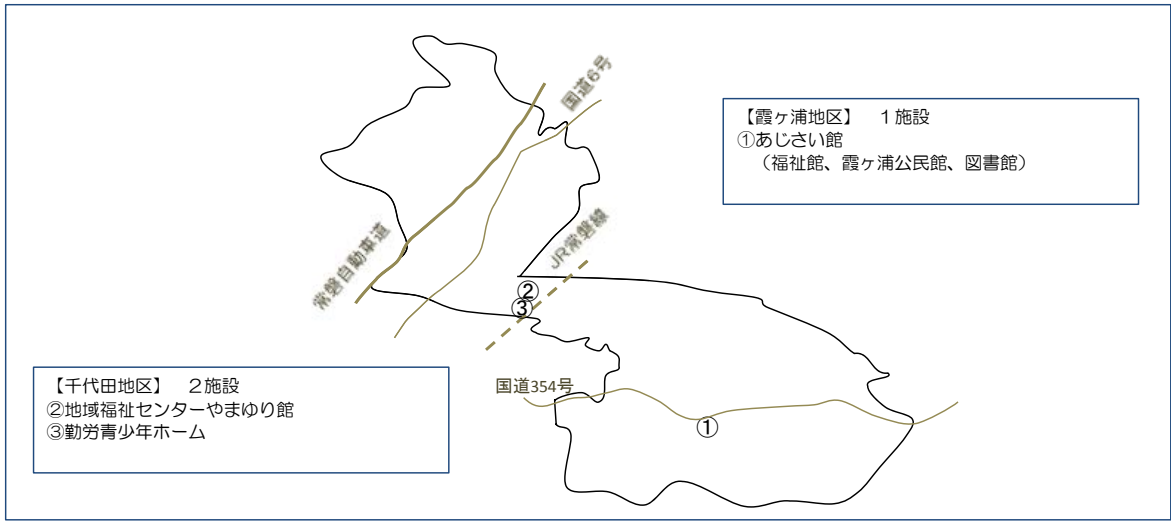 国道6号
【霞ヶ浦地区】　１施設
①あじさい館
（福祉館、霞ヶ浦公民館、図書館）
常磐自動車道
JR常磐線
②
③
【千代田地区】　２施設
②地域福祉センターやまゆり館
③勤労青少年ホーム
国道354号
①